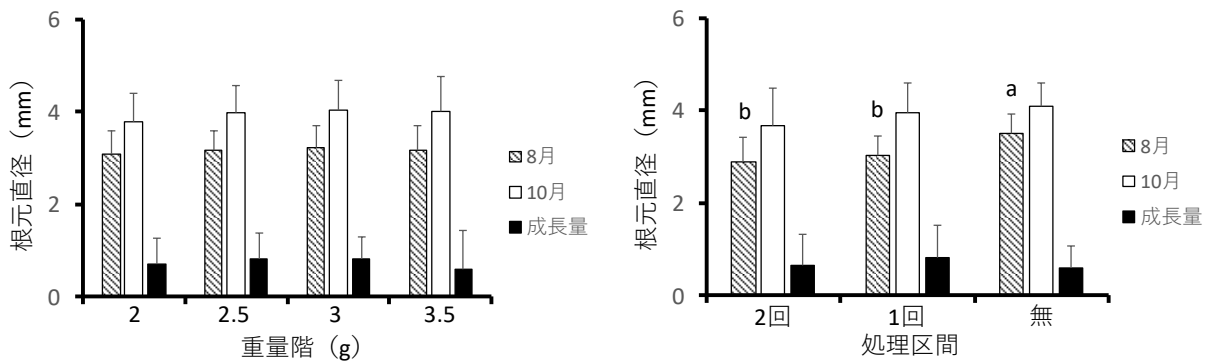 6
4
2
0
根元直径（mm）
2 2.5 3 3.5
重量階（g）
8月
10月
成長量
6
4
2
0
根元直径（mm）
b b a
2回 1回 無
処理区間
8月
10月
成長量